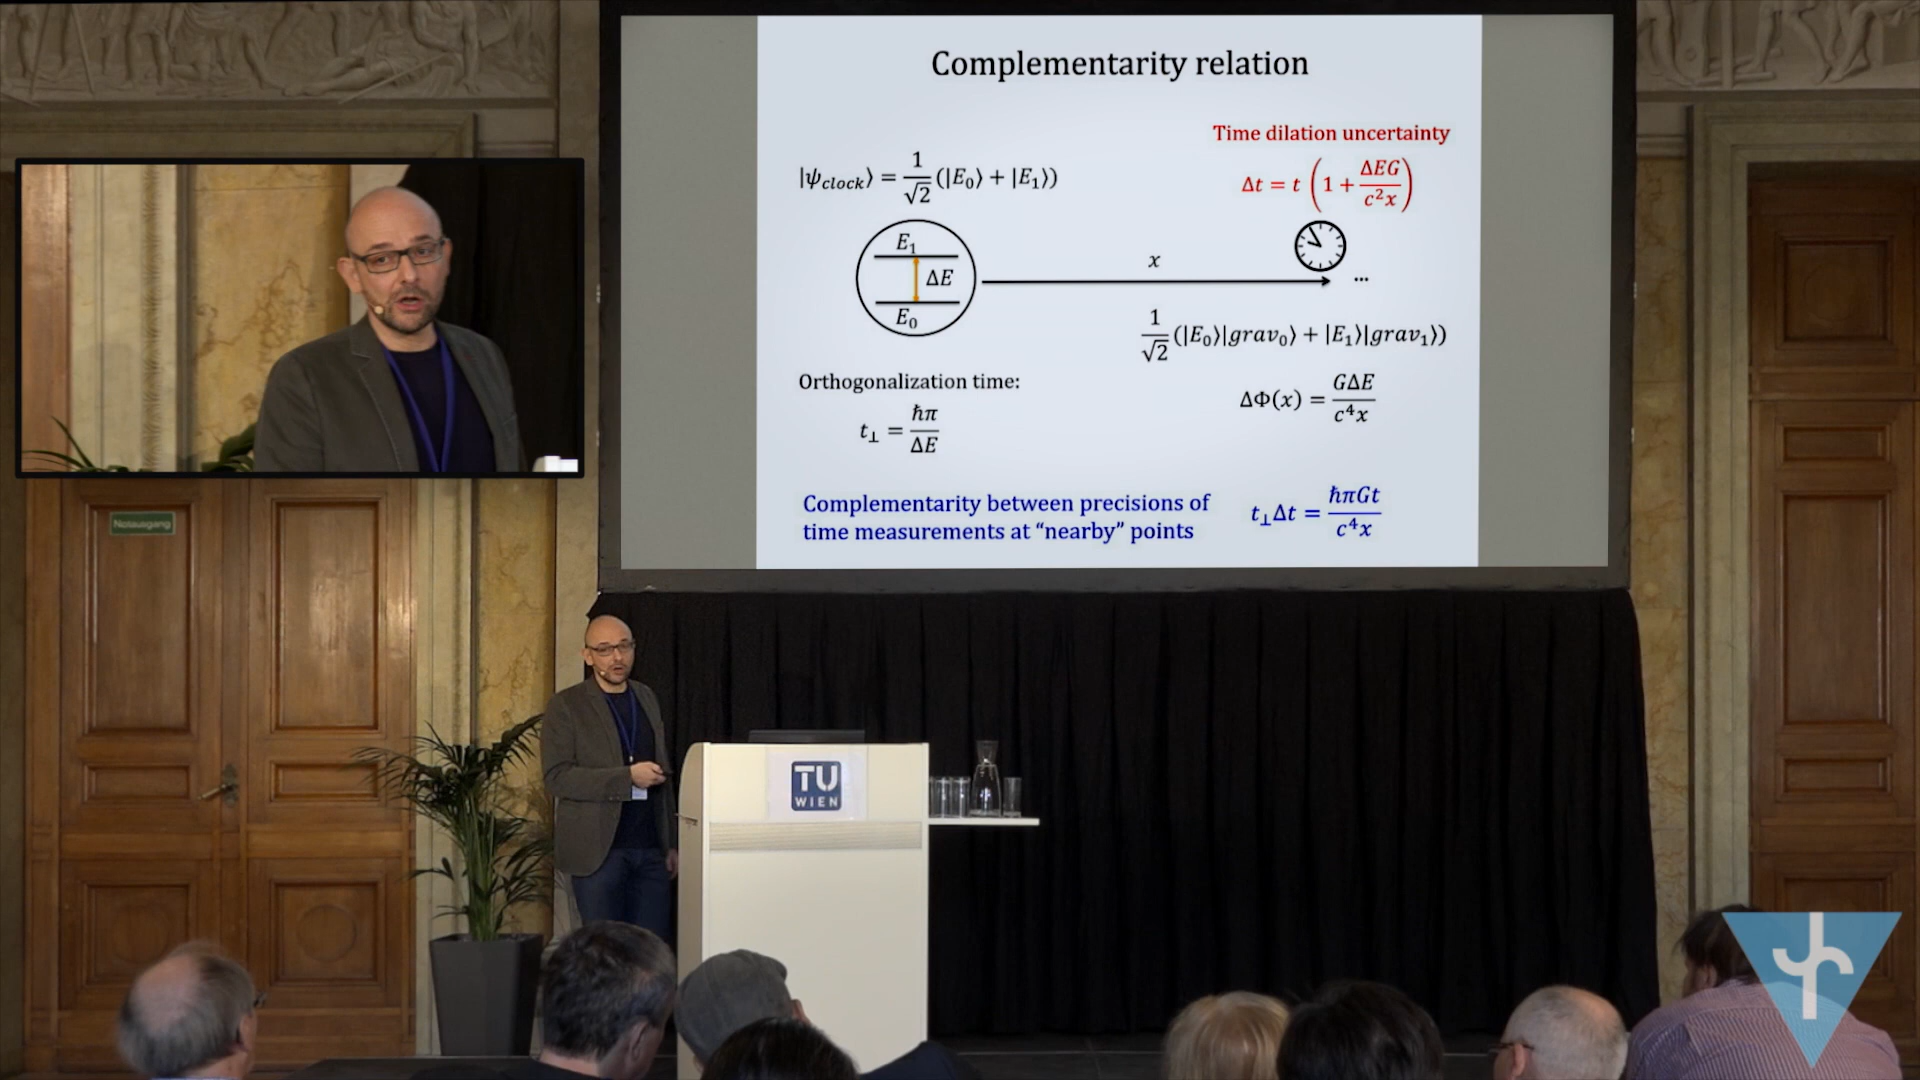 Complementarity relation
Time dilation uncertainty
|ψ_clock⟩ = 1/√2 (|E₀⟩ + |E₁⟩)
Δt = t (1 + ΔEG/c²x)
E₁
ΔE
E₀
x
...
1/√2 (|E₀⟩|grav₀⟩ + |E₁⟩|grav₁⟩)
Orthogonalization time:
t⊥ = ħπ/ΔE
ΔΦ(x) = GΔE/c⁴x
Complementarity between precisions of
time measurements at “nearby” points
t⊥Δt = ħπGt/c⁴x
Notausgang
TU
WIEN